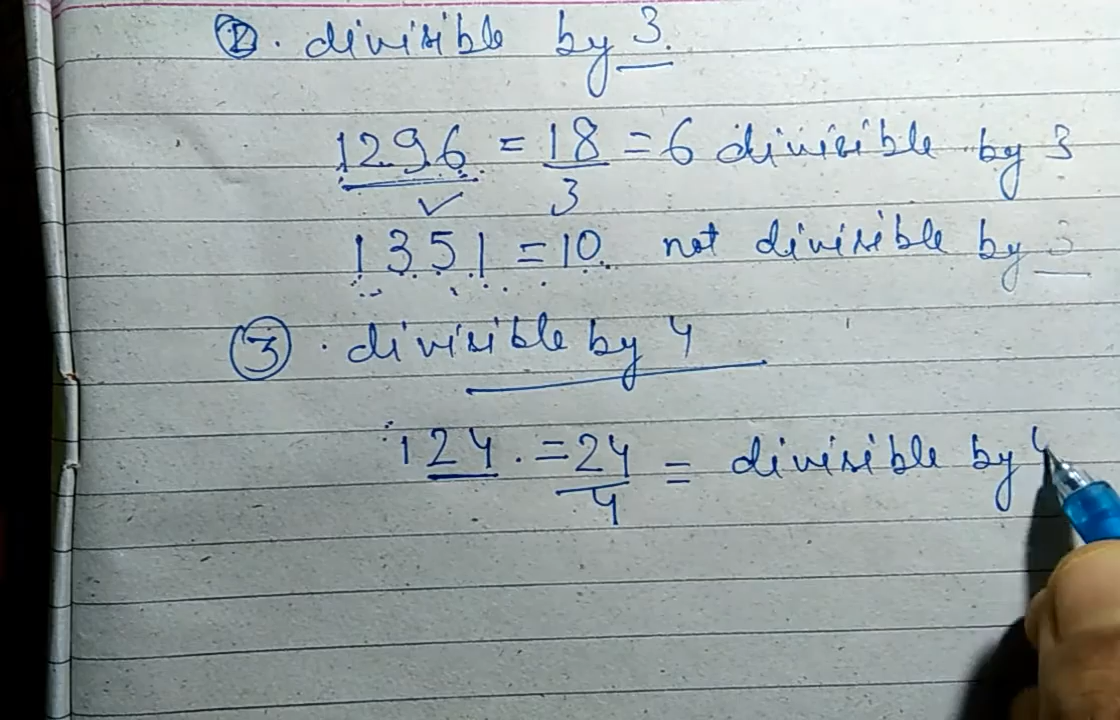 ② . divisible by 3.
1296 = 18/3 = 6 divisible by 3
1351 = 10. not divisible by 3
③ . divisible by 4
124 . = 24/4 = divisible by 4